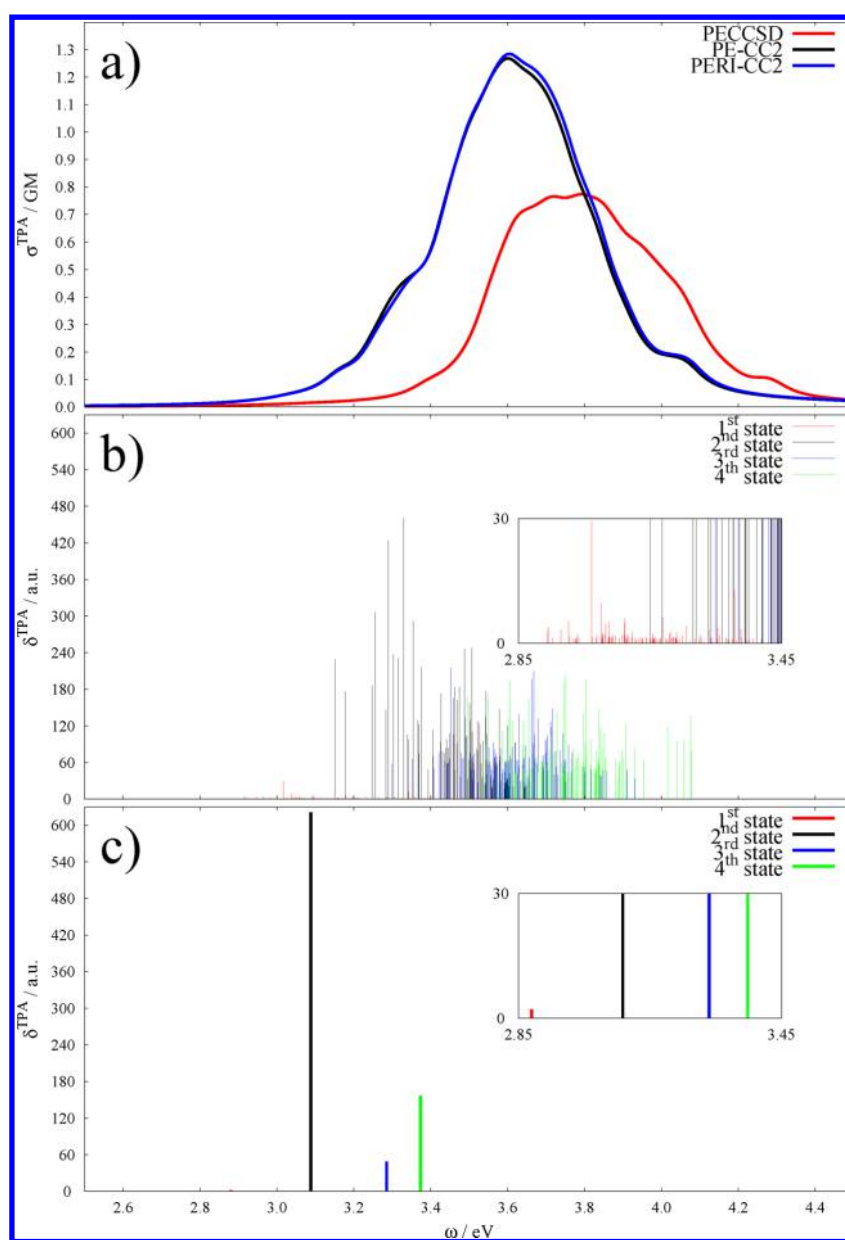 a)
PECCSD
PE-CC2
PERI-CC2
1.3
1.2
1.1
1.0
0.9
0.8
0.7
0.6
0.5
0.4
0.3
0.2
0.1
0.0
σTPA / GM
b)
1st state
2nd state
3rd state
4th state
600
540
480
420
360
300
240
180
120
60
0
δTPA / a.u.
30
0
2.85 3.45
c)
1st state
2nd state
3rd state
4th state
600
540
480
420
360
300
240
180
120
60
0
δTPA / a.u.
30
0
2.85 3.45
2.6 2.8 3.0 3.2 3.4 3.6 3.8 4.0 4.2 4.4
ω / eV